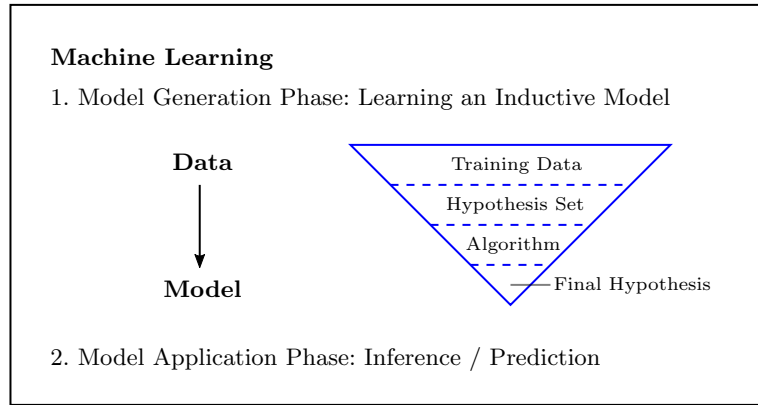 Machine Learning
1. Model Generation Phase: Learning an Inductive Model
Data
Model
Training Data
Hypothesis Set
Algorithm
Final Hypothesis
2. Model Application Phase: Inference / Prediction